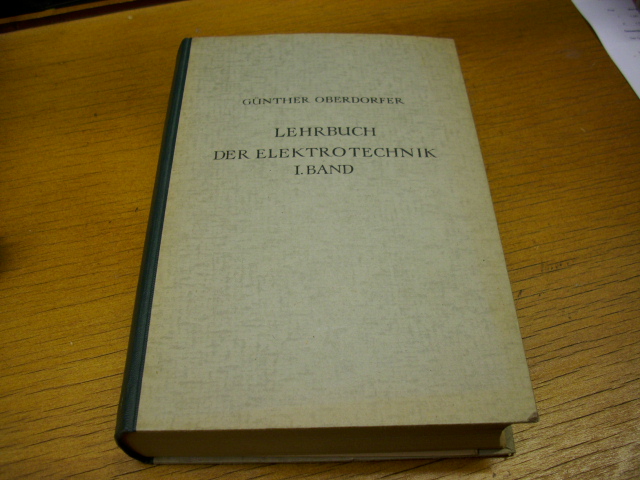 GÜNTHER OBERDORFER
LEHRBUCH
DER ELEKTROTECHNIK
I. BAND